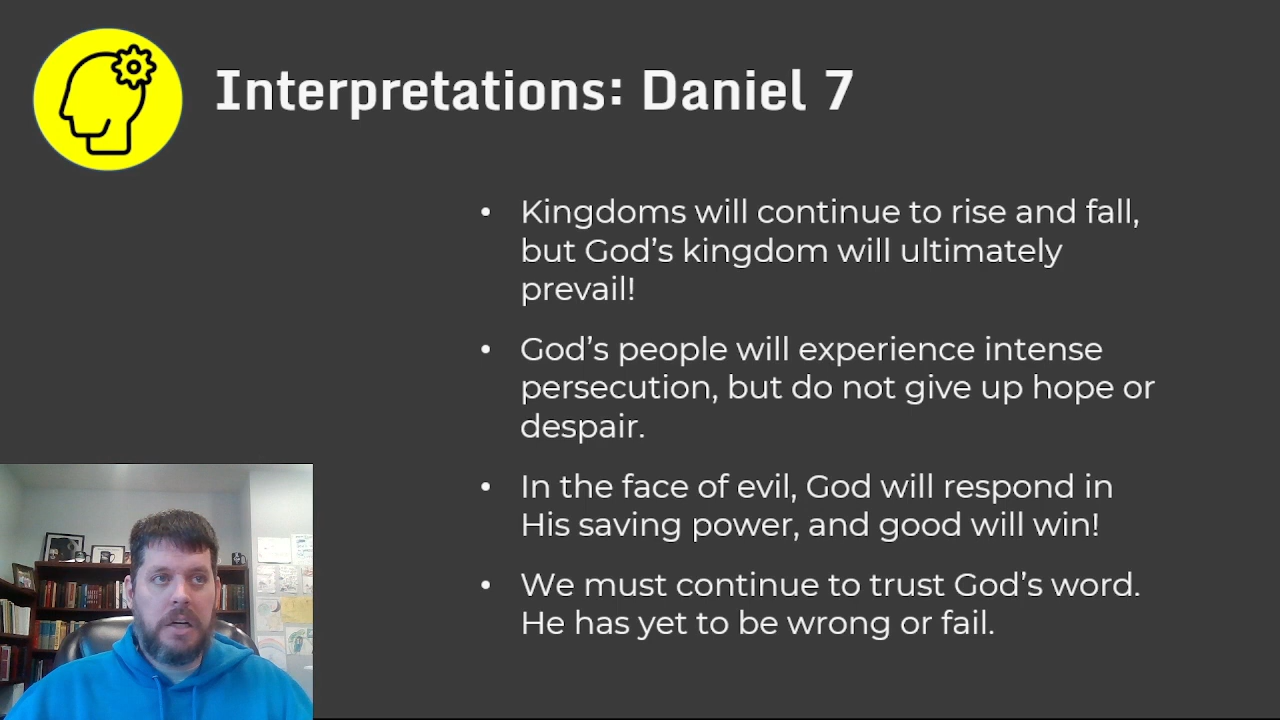 Interpretations: Daniel 7
• Kingdoms will continue to rise and fall,
but God’s kingdom will ultimately
prevail!
• God’s people will experience intense
persecution, but do not give up hope or
despair.
• In the face of evil, God will respond in
His saving power, and good will win!
• We must continue to trust God’s word.
He has yet to be wrong or fail.